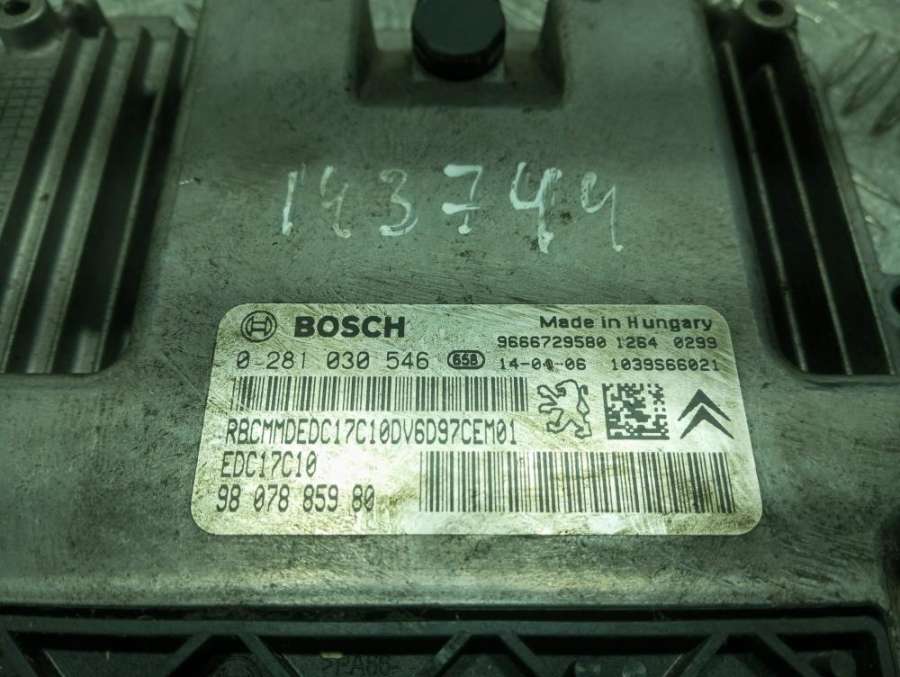 143744
BOSCH Made in Hungary
9666729580 1264 0299
0 281 030 546 65B 14-04-06 1039S66021
RBCMMDEDC17C10DV6D97CEM01
EDC17C10
98 078 859 80